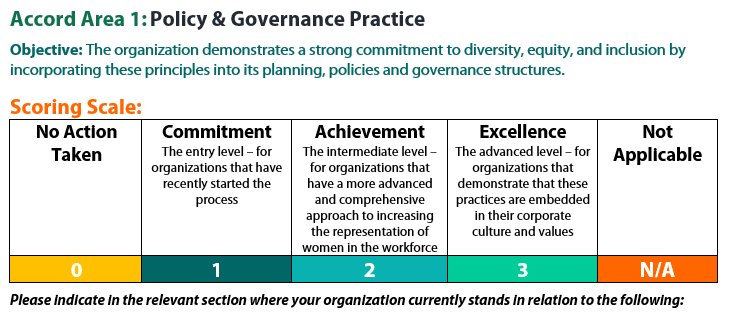 Accord Area 1: Policy & Governance Practice
Objective: The organization demonstrates a strong commitment to diversity, equity, and inclusion by
incorporating these principles into its planning, policies and governance structures.
Scoring Scale:
No Action
Taken
Commitment
The entry level – for
organizations that have
recently started the
process
Achievement
The intermediate level –
for organizations that
have a more advanced
and comprehensive
approach to increasing
the representation of
women in the workforce
Excellence
The advanced level – for
organizations that
demonstrate that these
practices are embedded
in their corporate
culture and values
Not
Applicable
0
1
2
3
N/A
Please indicate in the relevant section where your organization currently stands in relation to the following: